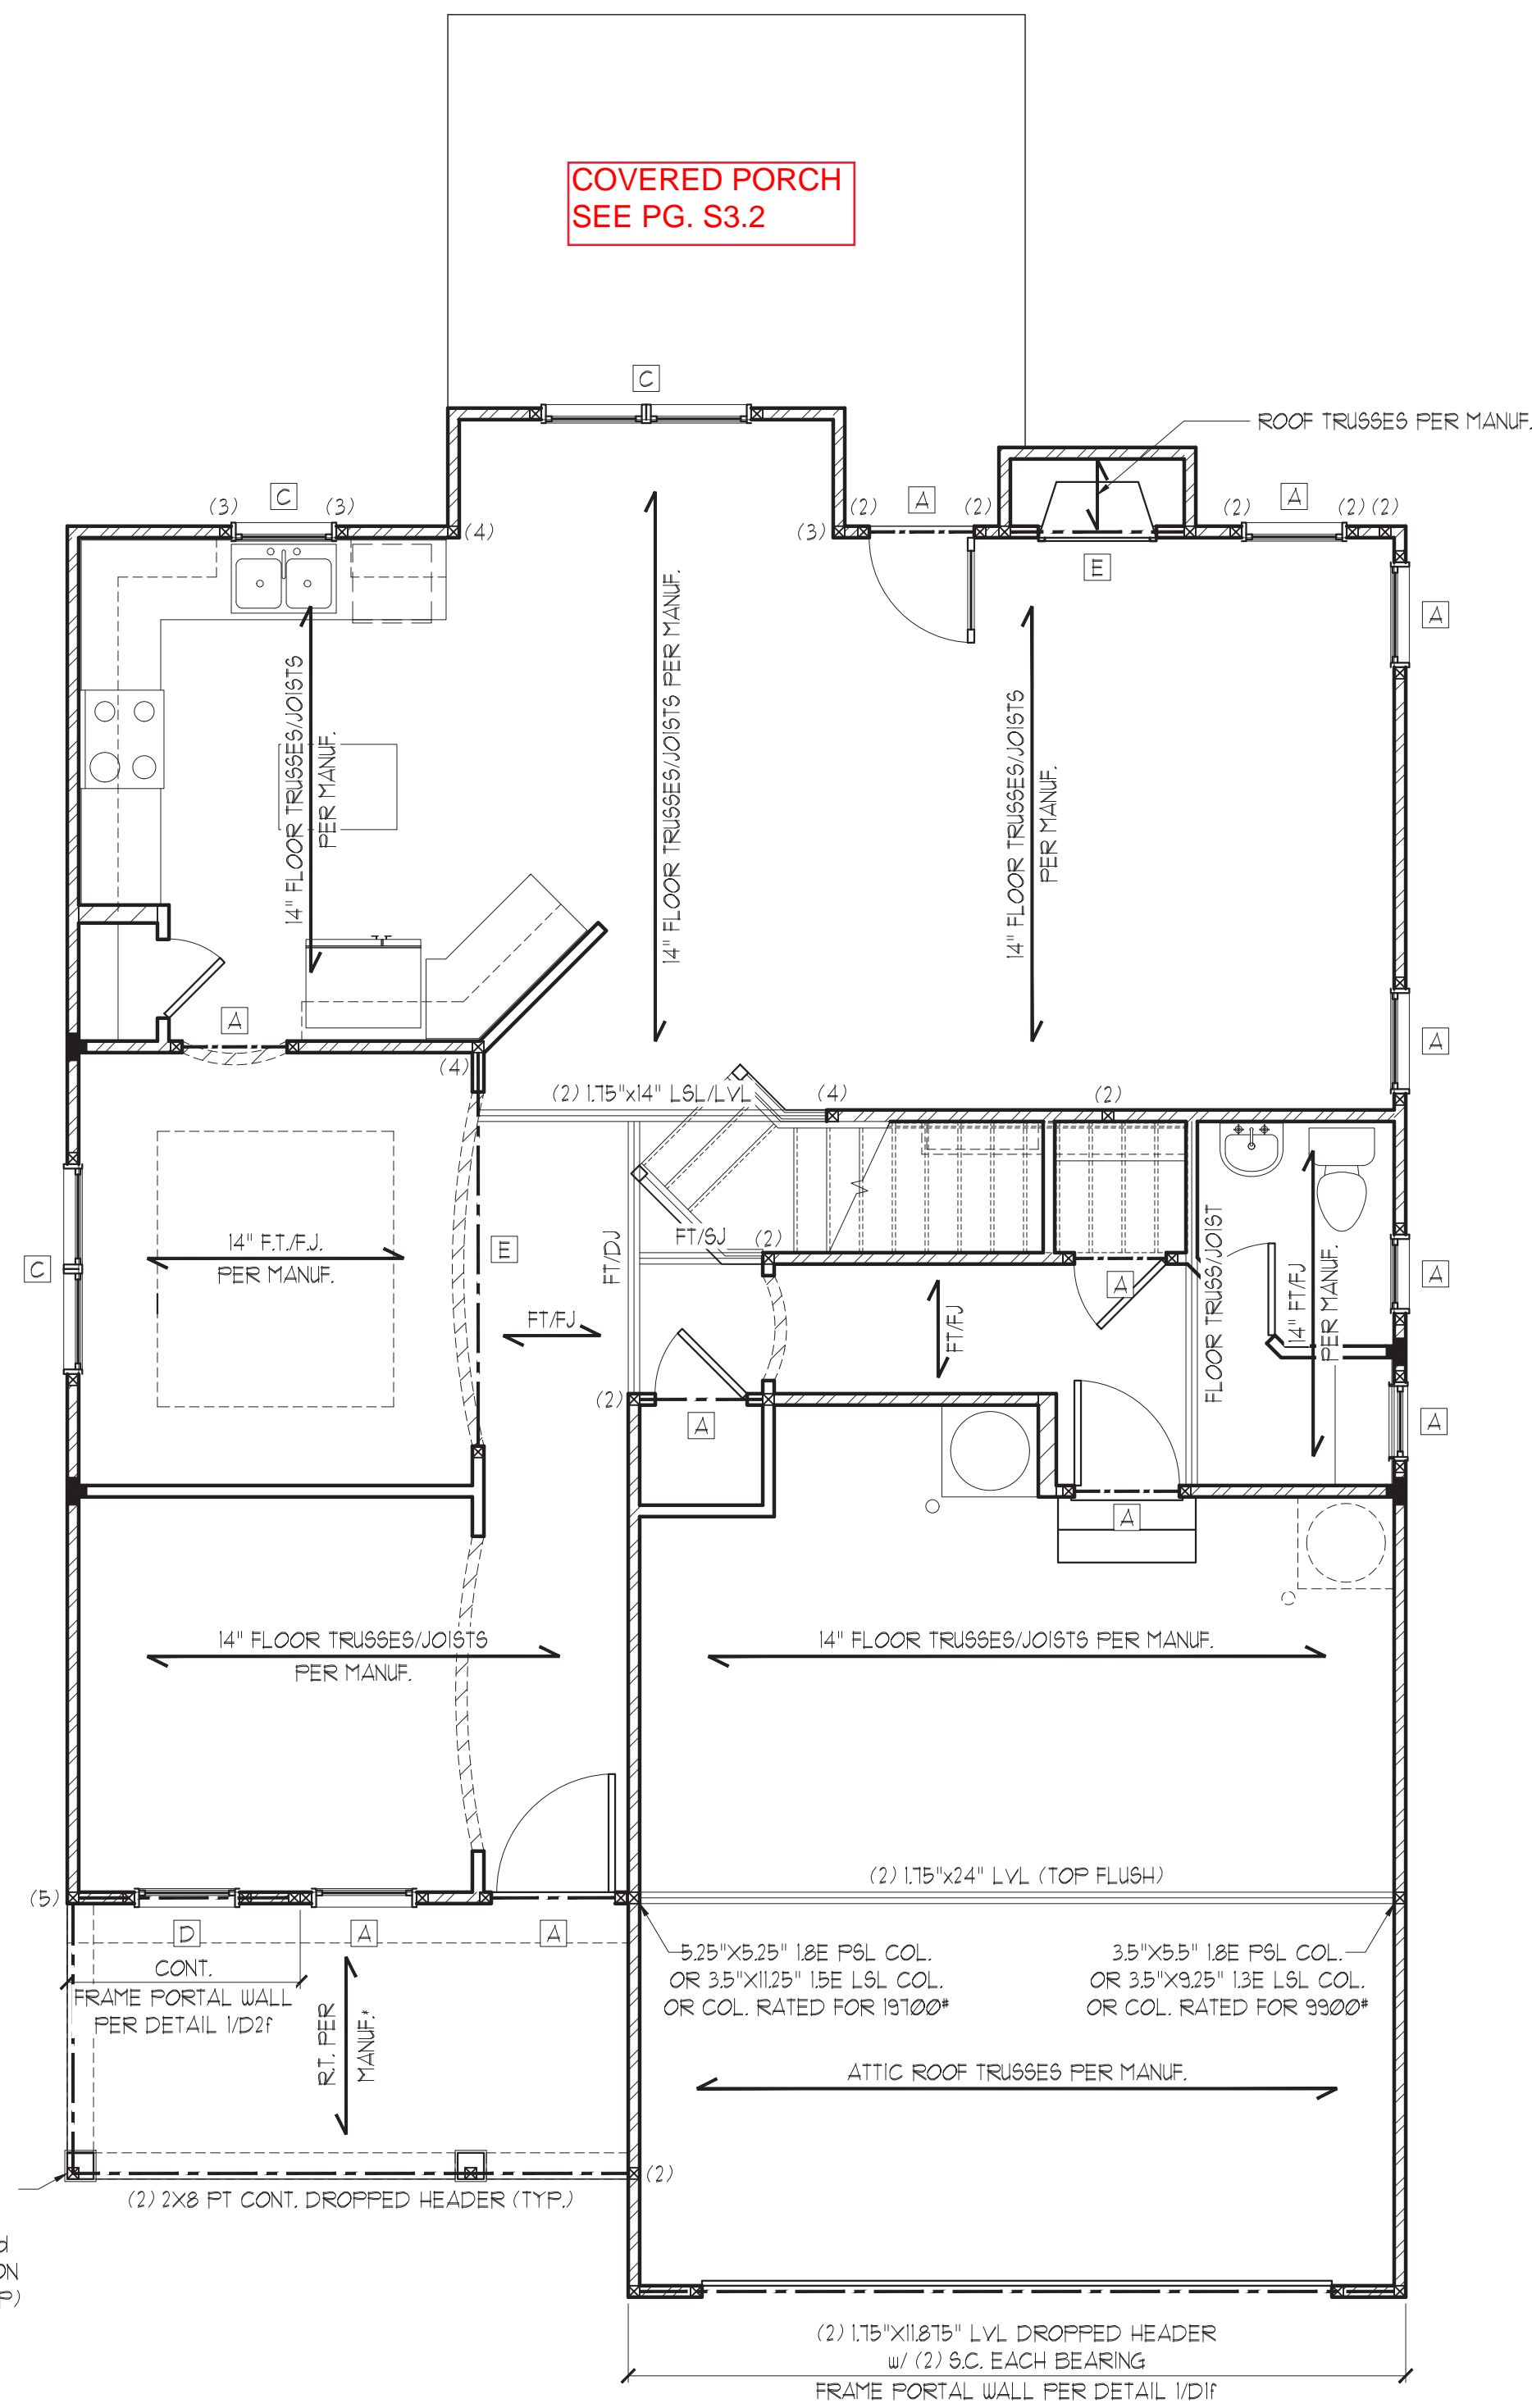 COVERED PORCH
SEE PG. S3.2
C
ROOF TRUSSES PER MANUF.
(3)
C
(3)
(4)
(3)
(2)
A
(2)
E
(2)
A
(2)
(2)
A
14" FLOOR TRUSSES/JOISTS
PER MANUF.
14" FLOOR TRUSSES/JOISTS PER MANUF.
14" FLOOR TRUSSES/JOISTS
PER MANUF.
A
A
(4)
(2) 1.75"x14" LSL/LVL
(4)
(2)
14" F.T./F.J.
PER MANUF.
C
E
FT/DJ
FT/SJ
(2)
FT/FJ
FT/FJ
A
FLOOR TRUSS/JOIST
14" FT/FJ
PER MANUF.
A
A
(2)
A
A
14" FLOOR TRUSSES/JOISTS
PER MANUF.
14" FLOOR TRUSSES/JOISTS PER MANUF.
(2) 1.75"x24" LVL (TOP FLUSH)
(5)
D
A
A
CONT.
FRAME PORTAL WALL
PER DETAIL 1/D2f
R.T. PER
MANUF.*
5.25"X5.25" 1.8E PSL COL.
OR 3.5"X11.25" 1.5E LSL COL.
OR COL. RATED FOR 19700#
3.5"X5.5" 1.8E PSL COL.
OR 3.5"X9.25" 1.3E LSL COL.
OR COL. RATED FOR 9900#
ATTIC ROOF TRUSSES PER MANUF.
(2)
(2) 2X8 PT CONT. DROPPED HEADER (TYP.)
(2) 1.75"X11.875" LVL DROPPED HEADER
w/ (2) S.C. EACH BEARING
FRAME PORTAL WALL PER DETAIL 1/D1f